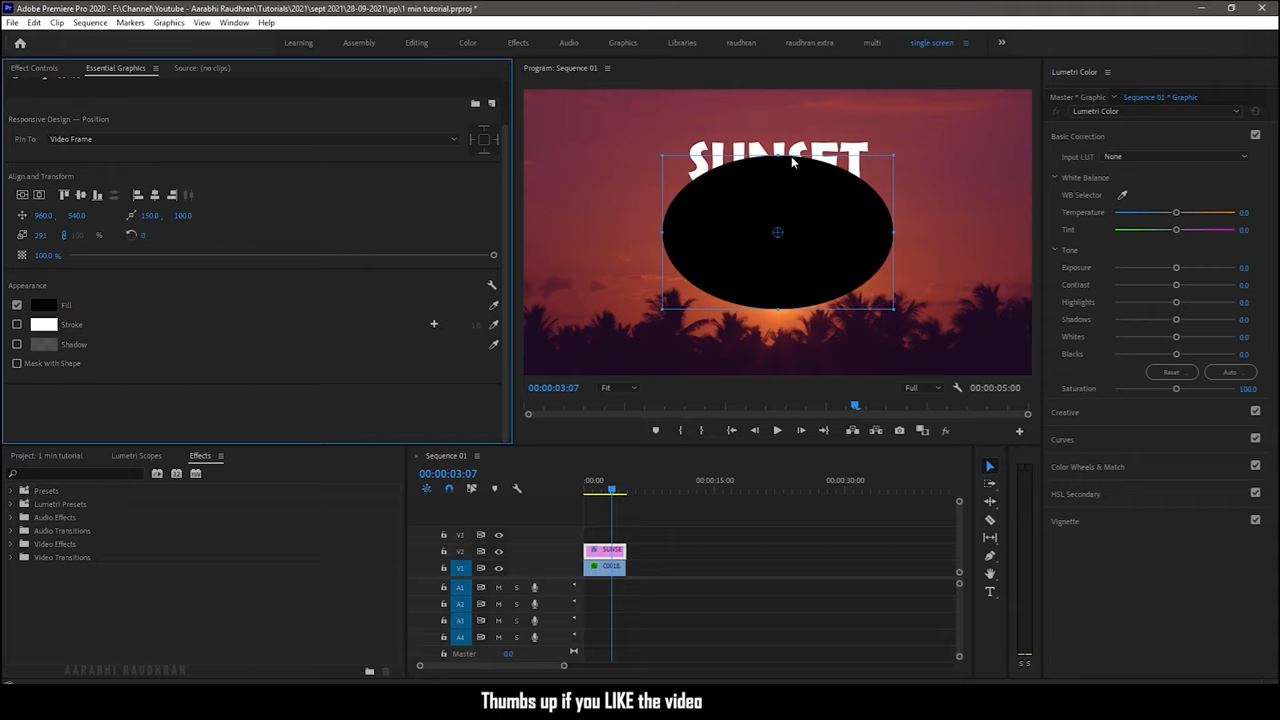 Adobe Premiere Pro 2020 - F:\Channel\Youtube - Aarabhi Raudhran\Tutorials\2021\sept 2021\28-09-2021\pp\1 min tutorial.prproj *
File Edit Clip Sequence Markers Graphics View Window Help
Learning Assembly Editing Color Effects Audio Graphics Libraries raudhran raudhran extra multi single screen
Effect Controls Essential Graphics Source: (no clips)
Program: Sequence 01
Lumetri Color
Master * Graphic Sequence 01 * Graphic
fx Lumetri Color
Responsive Design — Position
Pin To: Video Frame
Align and Transform
960.0 , 540.0 150.0 , 100.0
291 100 % 0
100.0 %
Appearance
Fill
Stroke 1.0
Shadow
Mask with Shape
SUNSET
00:00:03:07 Fit Full 00:00:05:00
Basic Correction
Input LUT None
White Balance
WB Selector
Temperature 0.0
Tint 0.0
Tone
Exposure 0.0
Contrast 0.0
Highlights 0.0
Shadows 0.0
Whites 0.0
Blacks 0.0
Reset Auto
Saturation 100.0
Creative
Curves
Color Wheels & Match
HSL Secondary
Vignette
Project: 1 min tutorial Lumetri Scopes Effects
Presets
Lumetri Presets
Audio Effects
Audio Transitions
Video Effects
Video Transitions
Sequence 01
00:00:03:07
:00:00 00:00:15:00 00:00:30:00
V3
V2 SUNSE
V1 C0018.
A1 M S
A2 M S
A3 M S
A4 M S
Master 0.0
S S
AARABHI RAUDHRAN
Thumbs up if you LIKE the video